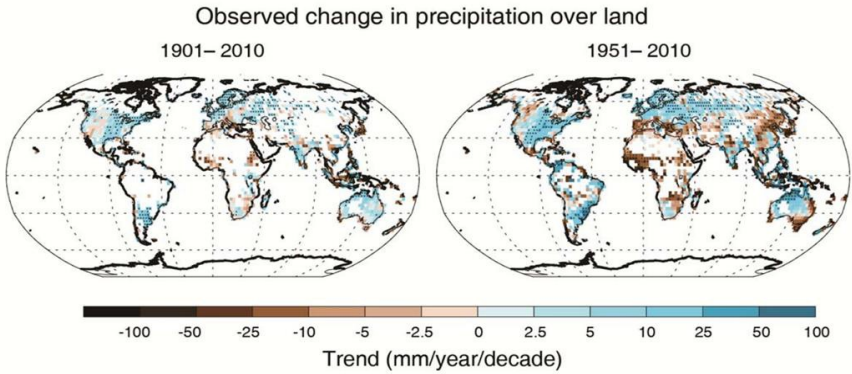 Observed change in precipitation over land
1901– 2010
1951– 2010
-100 -50 -25 -10 -5 -2.5 0 2.5 5 10 25 50 100
Trend (mm/year/decade)